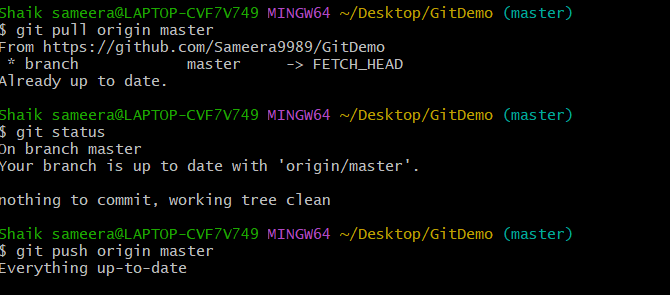 Shaik sameera@LAPTOP-CVF7V749 MINGW64 ~/Desktop/GitDemo (master)
$ git pull origin master
From https://github.com/Sameera9989/GitDemo
 * branch            master     -> FETCH_HEAD
Already up to date.

Shaik sameera@LAPTOP-CVF7V749 MINGW64 ~/Desktop/GitDemo (master)
$ git status
On branch master
Your branch is up to date with 'origin/master'.

nothing to commit, working tree clean

Shaik sameera@LAPTOP-CVF7V749 MINGW64 ~/Desktop/GitDemo (master)
$ git push origin master
Everything up-to-date